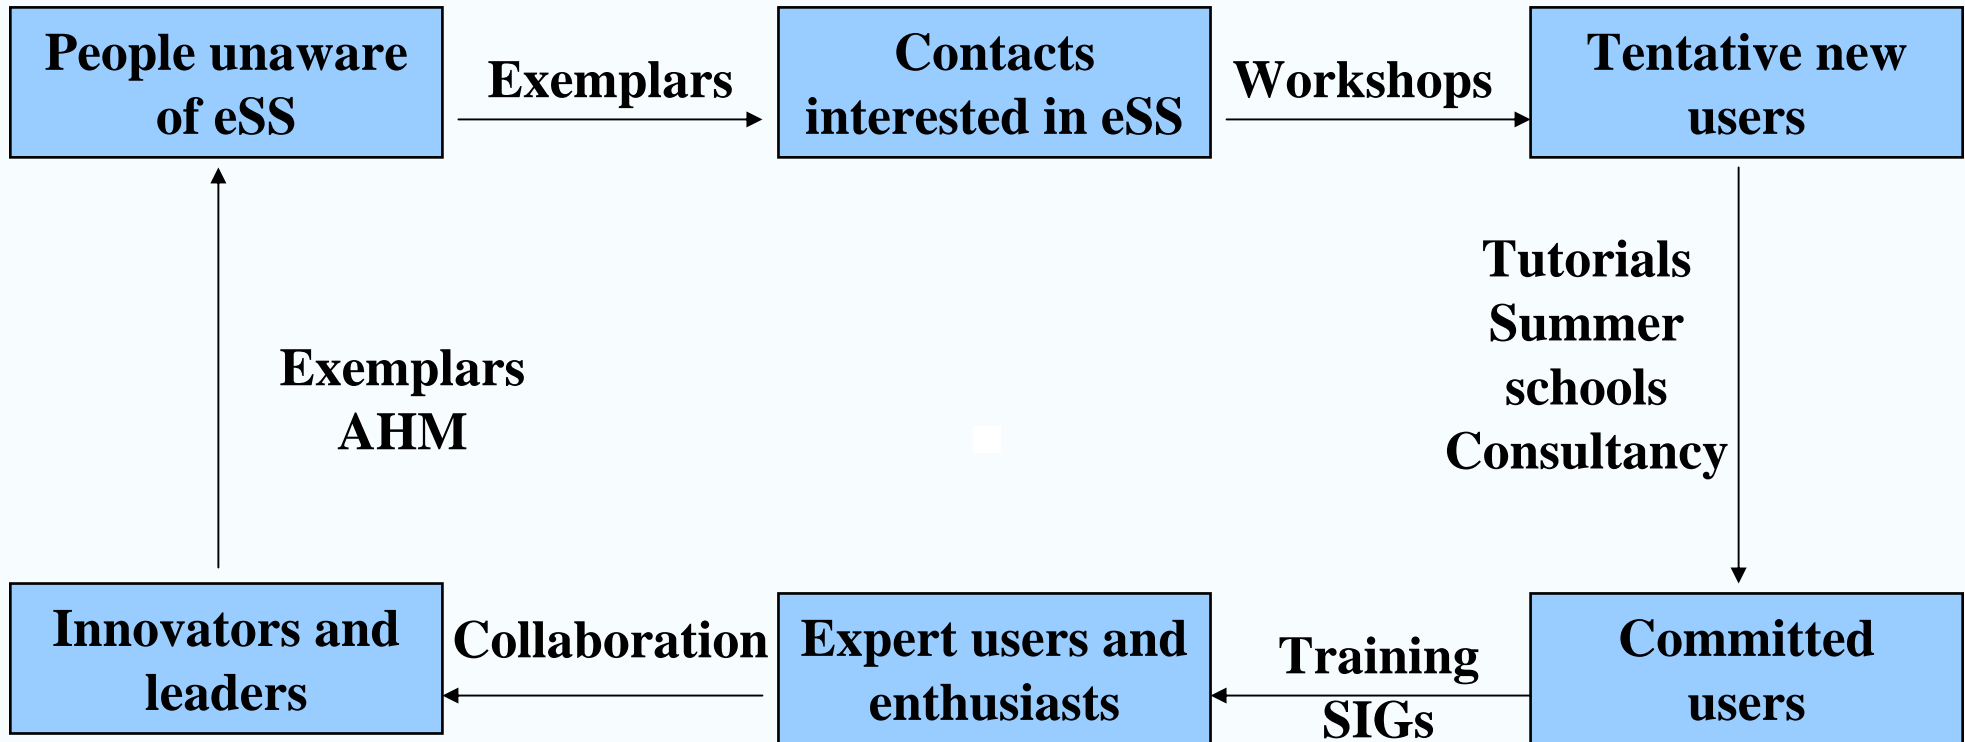 People unaware
of eSS
Exemplars
Contacts
interested in eSS
Workshops
Tentative new
users
Tutorials
Summer
schools
Consultancy
Exemplars
AHM
Innovators and
leaders
Collaboration
Expert users and
enthusiasts
Training
SIGs
Committed
users